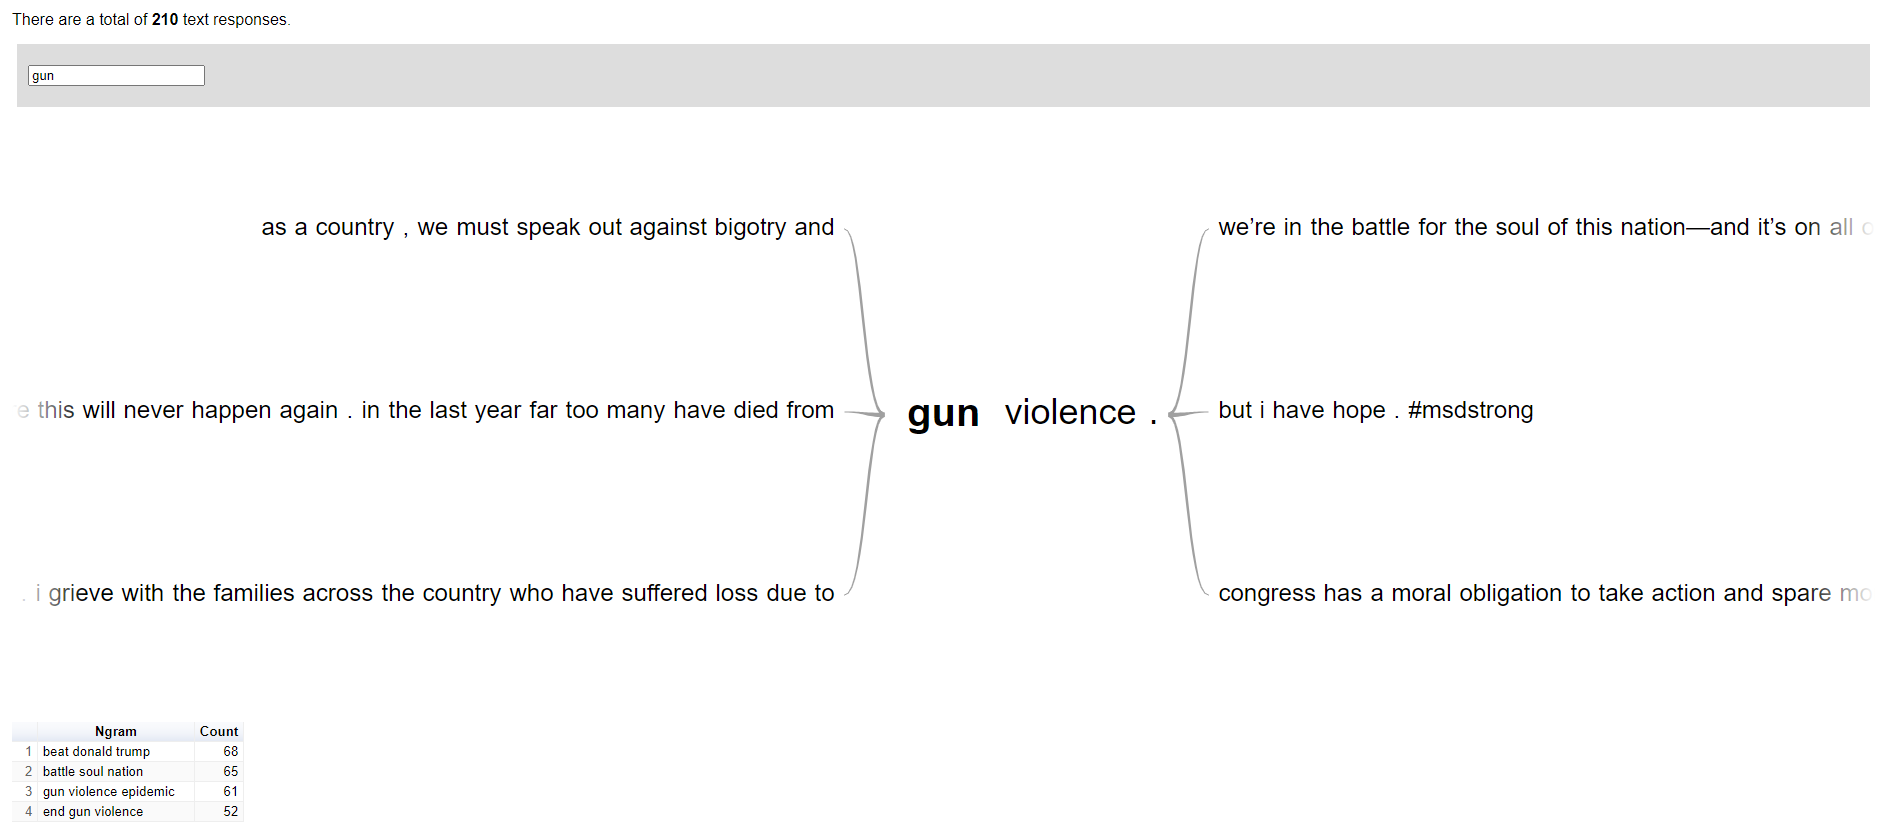 There are a total of 210 text responses.
gun
as a country , we must speak out against bigotry and
we’re in the battle for the soul of this nation—and it’s on all
this will never happen again . in the last year far too many have died from
gun violence .
but i have hope . #msdstrong
. i grieve with the families across the country who have suffered loss due to
congress has a moral obligation to take action and spare
Ngram Count
1 beat donald trump 68
2 battle soul nation 65
3 gun violence epidemic 61
4 end gun violence 52